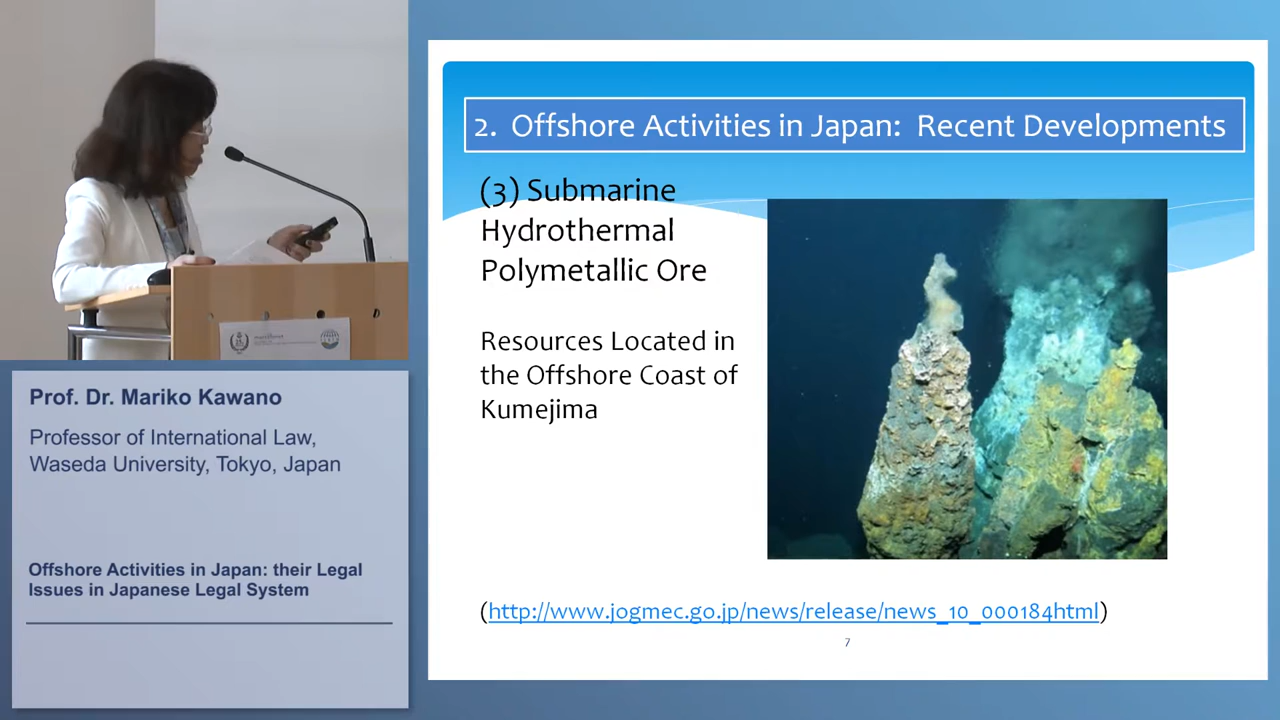 2. Offshore Activities in Japan: Recent Developments
(3) Submarine
Hydrothermal
Polymetallic Ore
Resources Located in
the Offshore Coast of
Kumejima
(http://www.jogmec.go.jp/news/release/news_10_000184html)
7
Prof. Dr. Mariko Kawano
Professor of International Law,
Waseda University, Tokyo, Japan
Offshore Activities in Japan: their Legal
Issues in Japanese Legal System